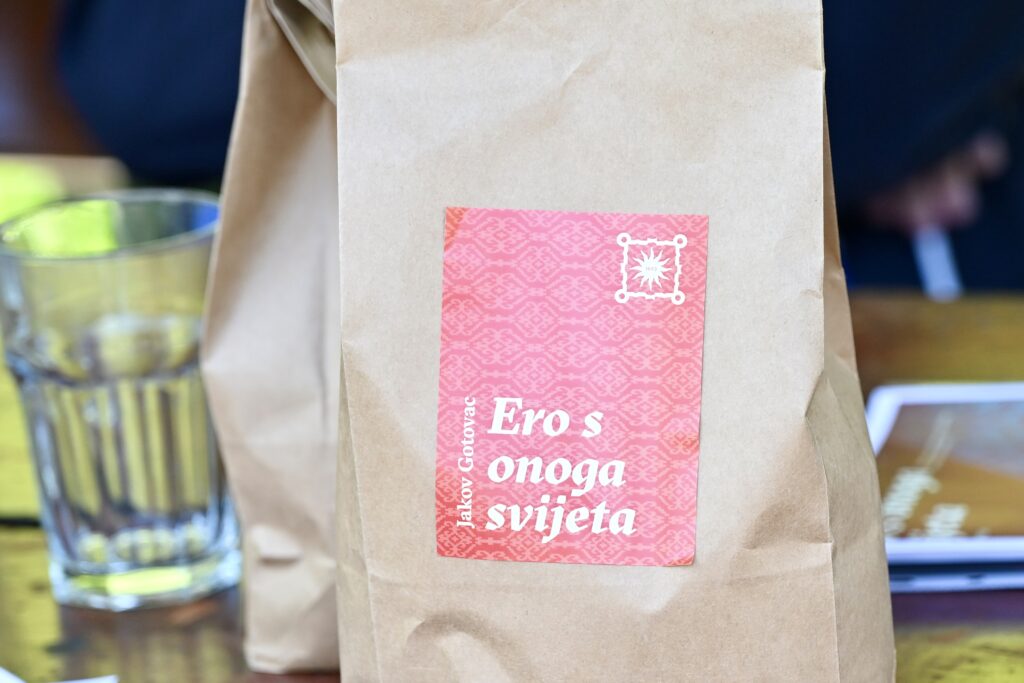 Jakov Gotovac
Ero s
onoga
svijeta